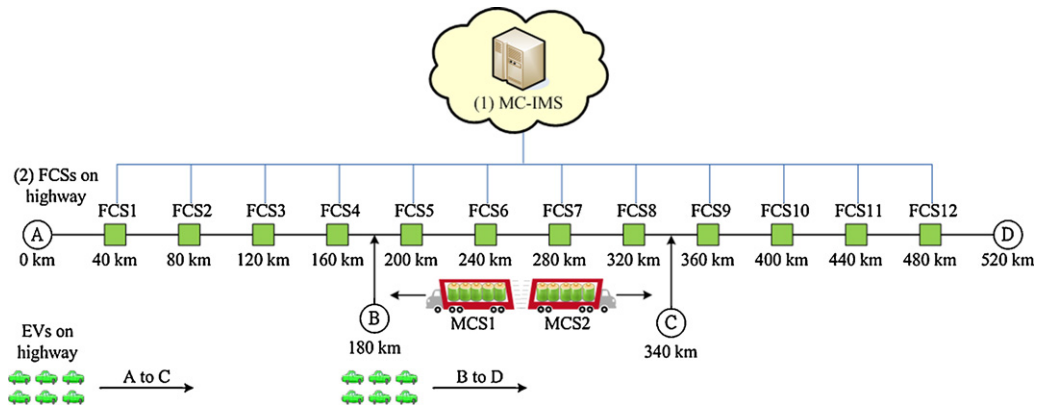 (1) MC-IMS
(2) FCSs on
highway
FCS1 FCS2 FCS3 FCS4 FCS5 FCS6 FCS7 FCS8 FCS9 FCS10 FCS11 FCS12
A D
0 km 40 km 80 km 120 km 160 km 200 km 240 km 280 km 320 km 360 km 400 km 440 km 480 km 520 km
B MCS1 MCS2 C
180 km 340 km
EVs on
highway
A to C B to D